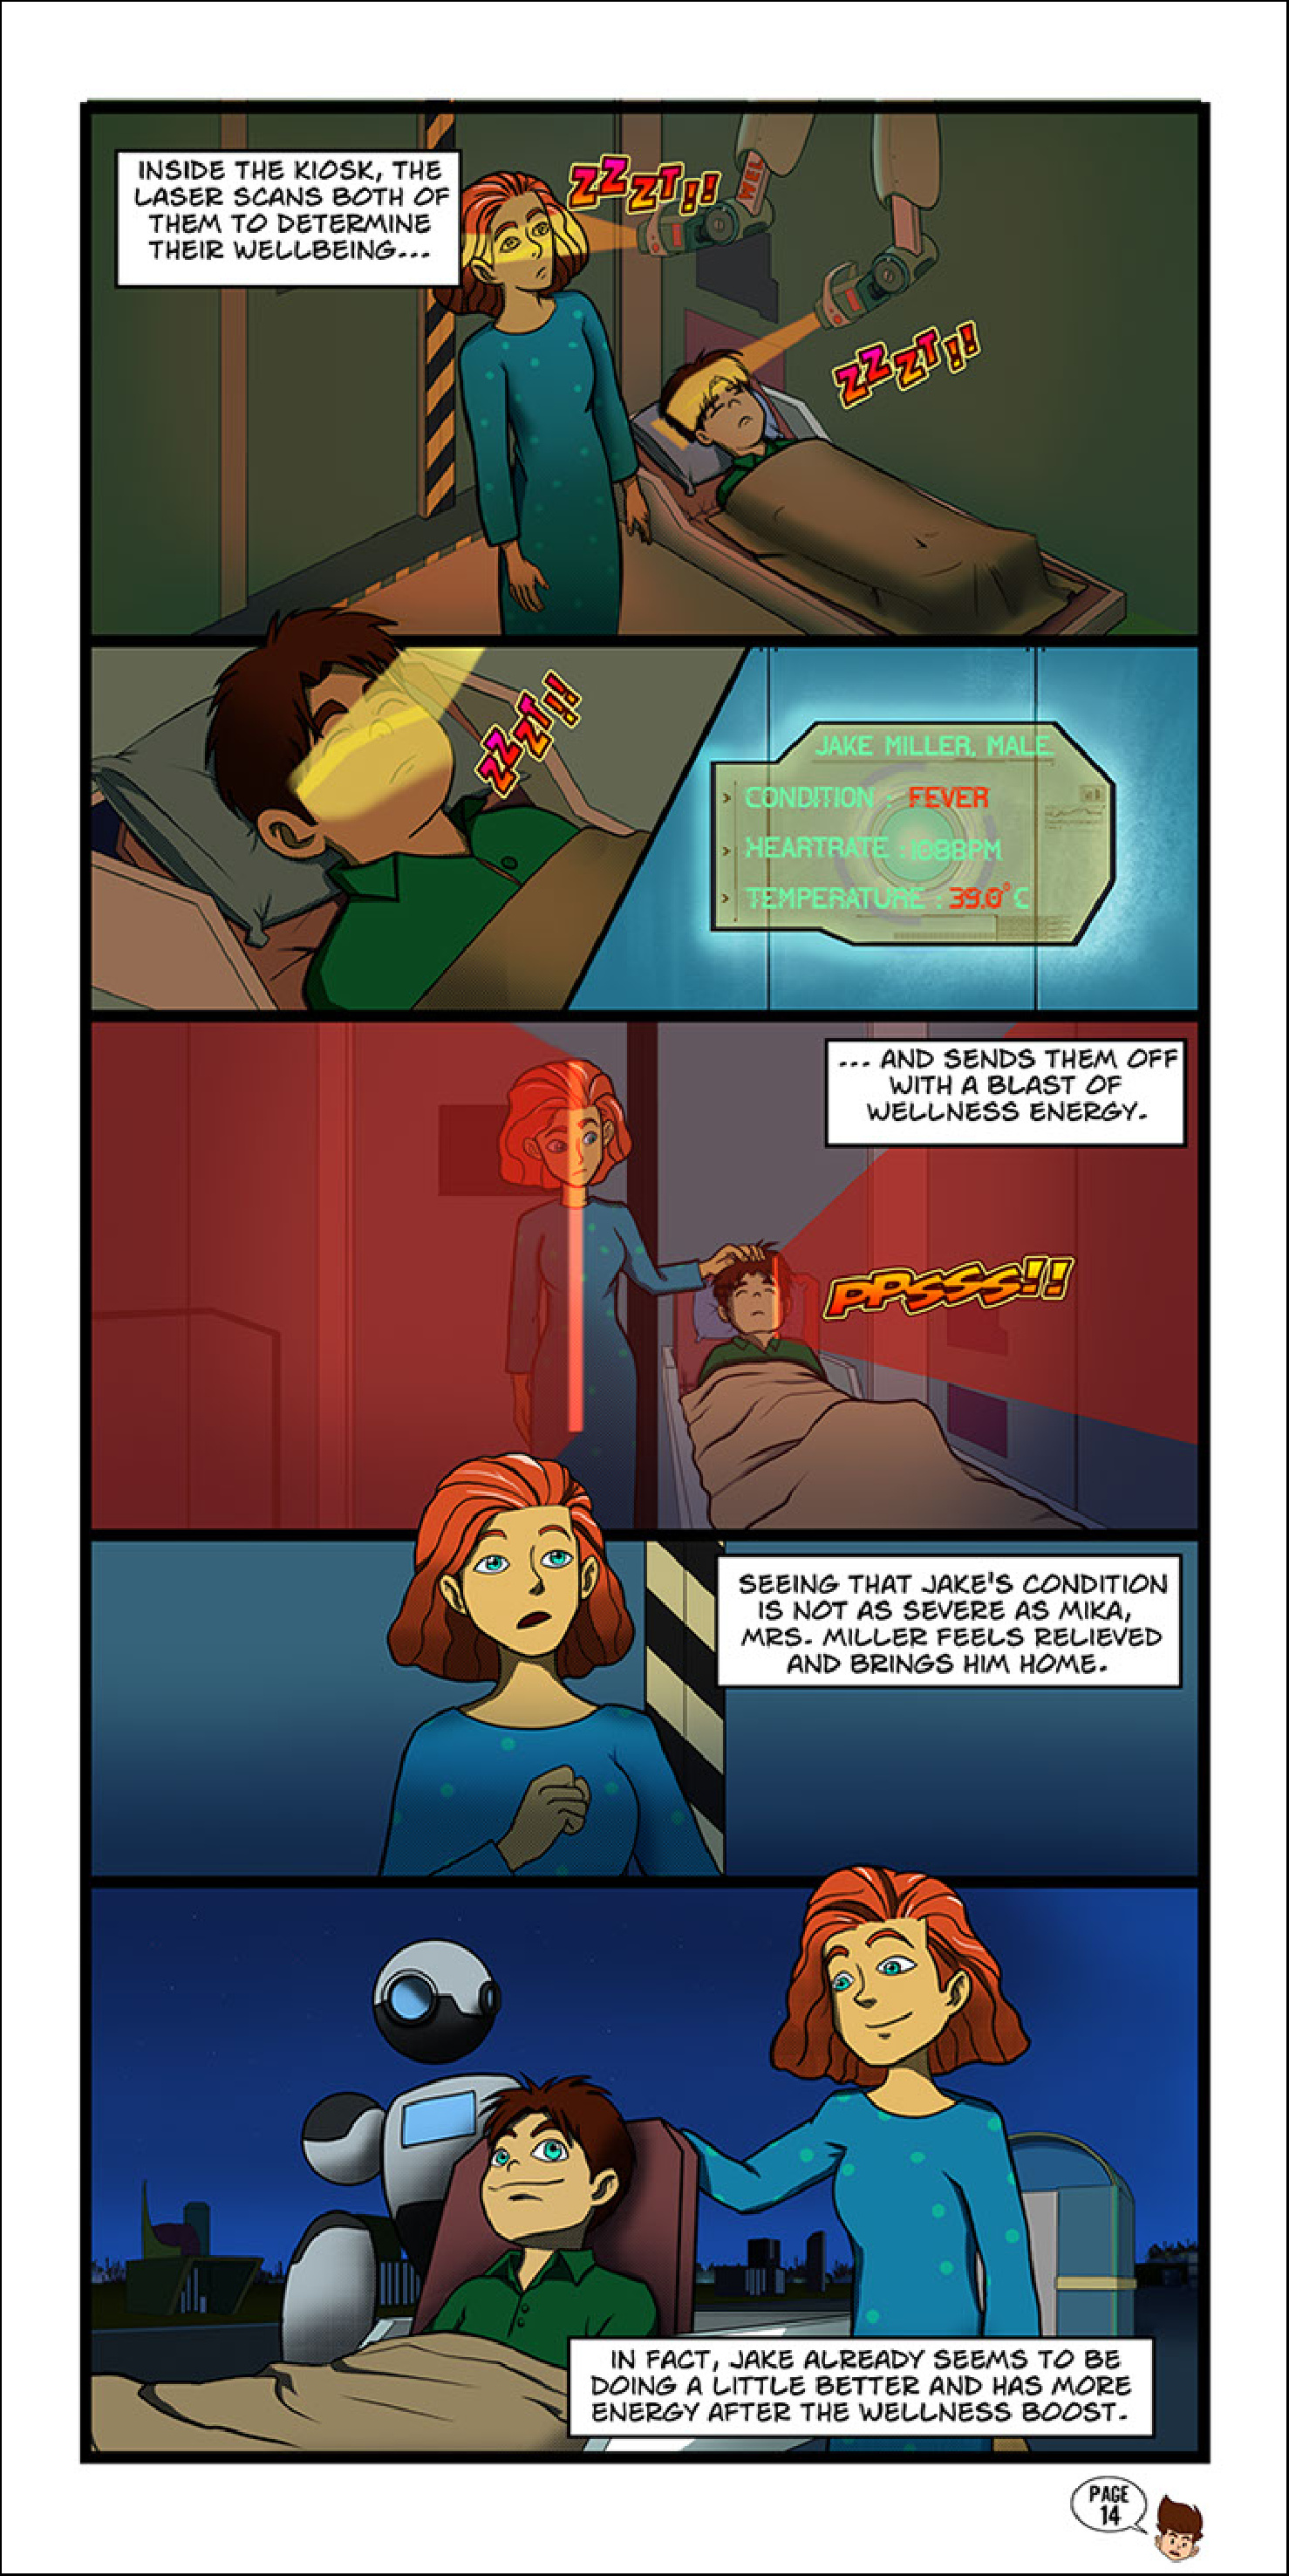 INSIDE THE KIOSK, THE
LASER SCANS BOTH OF
THEM TO DETERMINE
THEIR WELLBEING...
ZZZT!!
ZZZT!!
ZZZT!!
JAKE MILLER, MALE
> CONDITION : FEVER
> HEARTRATE : 108BPM
> TEMPERATURE : 39.0°C
... AND SENDS THEM OFF
WITH A BLAST OF
WELLNESS ENERGY.
PPSSS!!
SEEING THAT JAKE'S CONDITION
IS NOT AS SEVERE AS MIKA,
MRS. MILLER FEELS RELIEVED
AND BRINGS HIM HOME.
IN FACT, JAKE ALREADY SEEMS TO BE
DOING A LITTLE BETTER AND HAS MORE
ENERGY AFTER THE WELLNESS BOOST.
PAGE
14